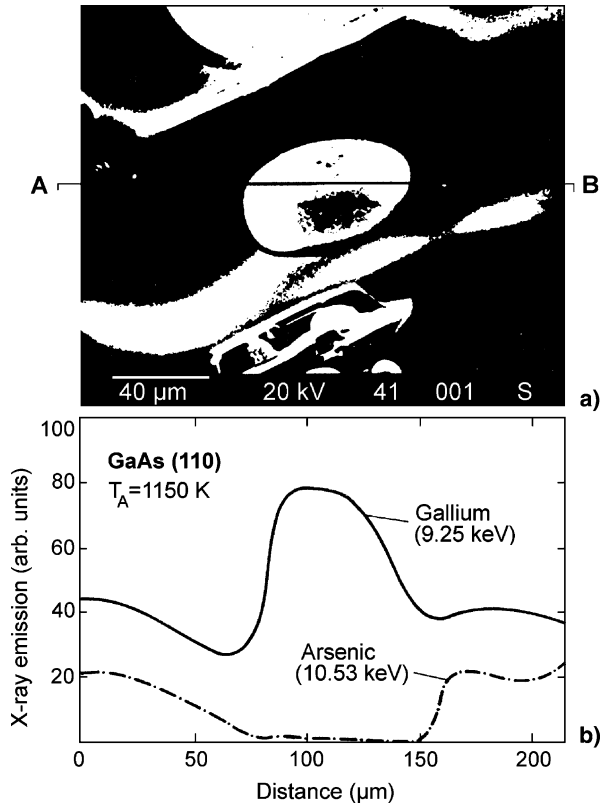 A
B
40 µm 20 kV 41 001 S
a)
X-ray emission (arb. units)
100
80
60
40
20
GaAs (110)
T_A=1150 K
Gallium
(9.25 keV)
Arsenic
(10.53 keV)
b)
0 50 100 150 200
Distance (µm)